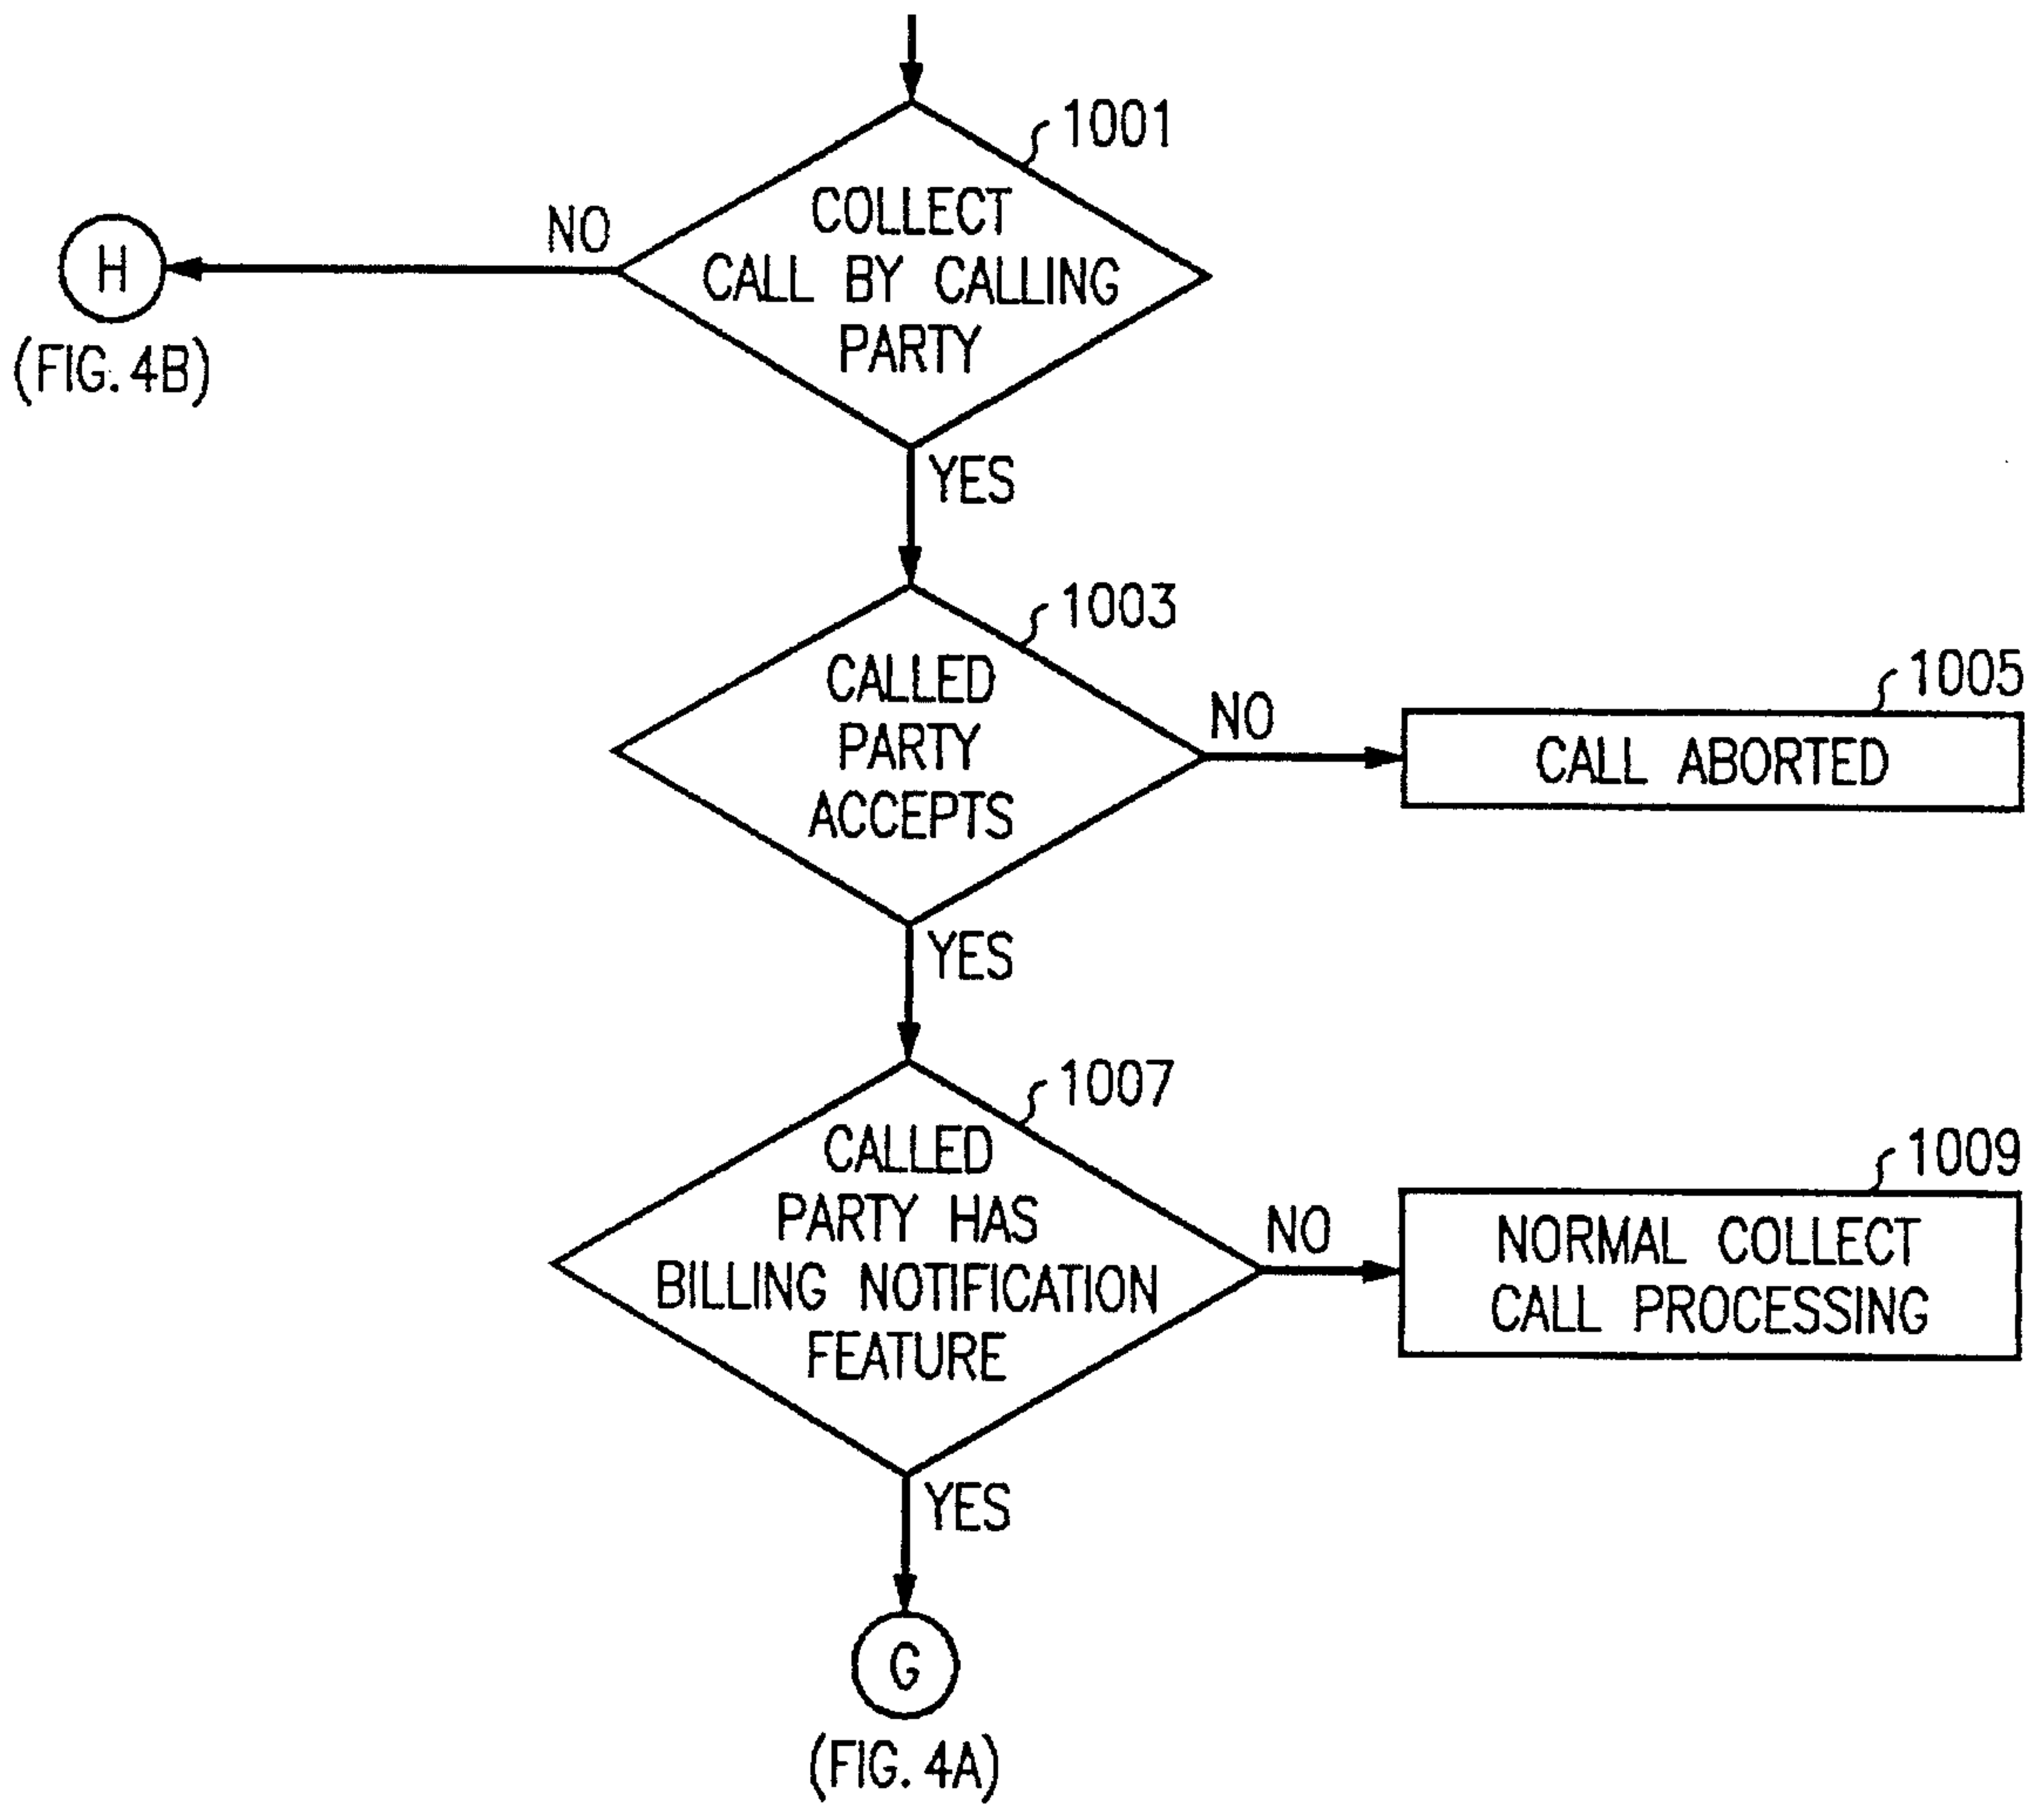 1001
COLLECT
CALL BY CALLING
PARTY
NO
H
(FIG. 4B)
YES
1003
CALLED
PARTY
ACCEPTS
NO
1005
CALL ABORTED
YES
1007
CALLED
PARTY HAS
BILLING NOTIFICATION
FEATURE
NO
1009
NORMAL COLLECT
CALL PROCESSING
YES
G
(FIG. 4A)